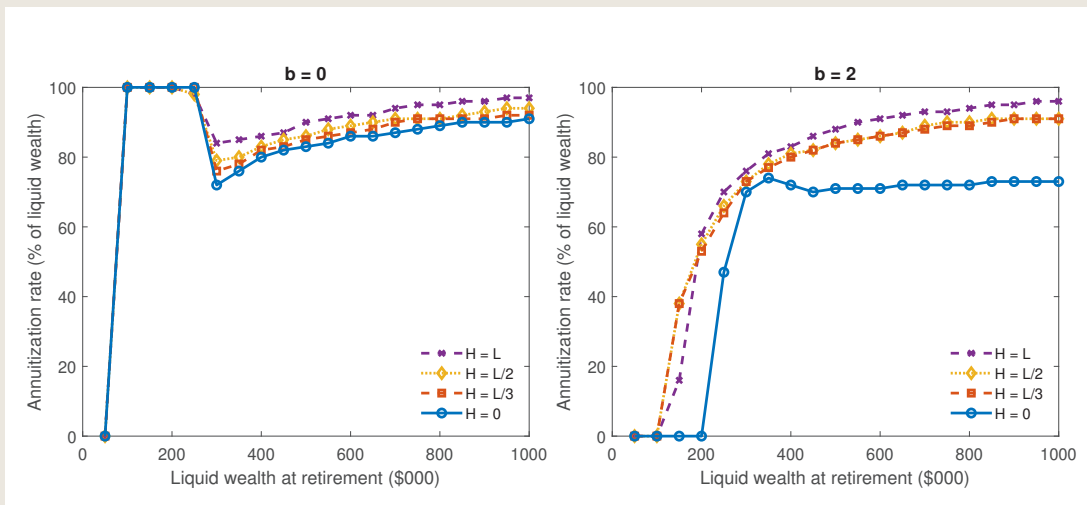 b = 0
Annuitization rate (% of liquid wealth)
100
80
60
40
20
0
H = L
H = L/2
H = L/3
H = 0
0 200 400 600 800 1000
Liquid wealth at retirement ($000)
b = 2
Annuitization rate (% of liquid wealth)
100
80
60
40
20
0
H = L
H = L/2
H = L/3
H = 0
0 200 400 600 800 1000
Liquid wealth at retirement ($000)